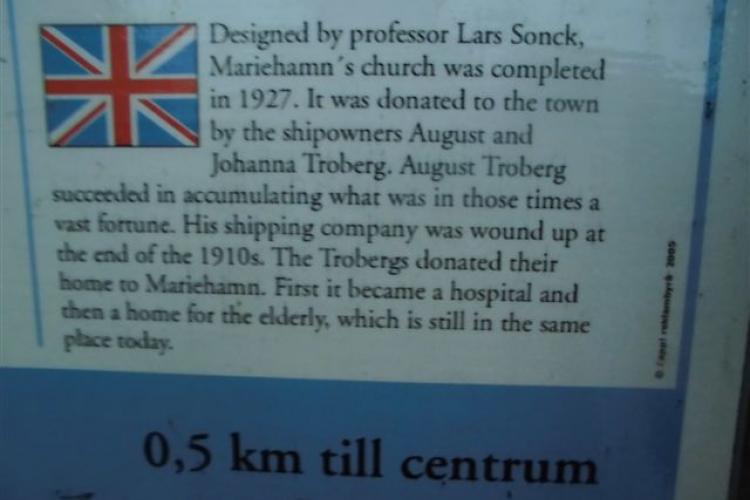 Designed by professor Lars Sonck,
Mariehamn´s church was completed
in 1927. It was donated to the town
by the shipowners August and
Johanna Troberg. August Troberg
succeeded in accumulating what was in those times a
vast fortune. His shipping company was wound up at
the end of the 1910s. The Trobergs donated their
home to Mariehamn. First it became a hospital and
then a home for the elderly, which is still in the same
place today.
© reklambyrå 2005
0,5 km till centrum